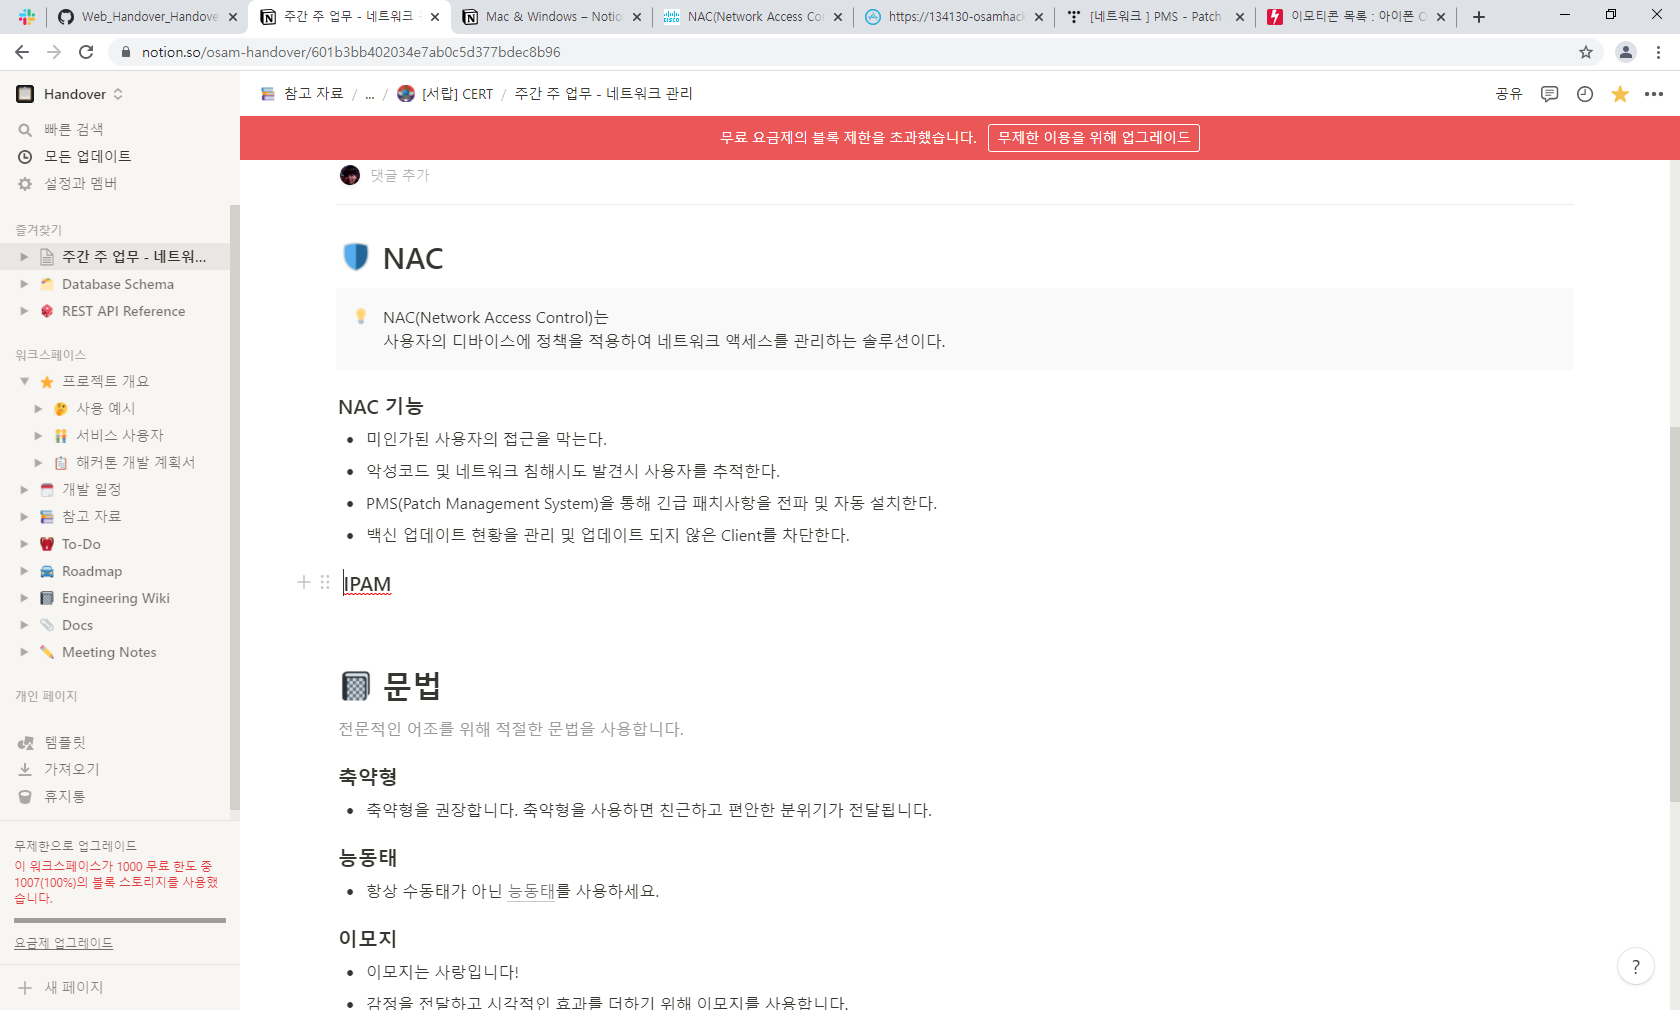 Web_Handover_Handove
주간 주 업무 - 네트워크
Mac & Windows – Notio
NAC(Network Access Co
https://134130-osamhack
[네트워크 ] PMS - Patch
이모티콘 목록 : 아이폰
notion.so/osam-handover/601b3bb402034e7ab0c5d377bdec8b96
Handover
빠른 검색
모든 업데이트
설정과 멤버
즐겨찾기
주간 주 업무 - 네트워...
Database Schema
REST API Reference
워크스페이스
프로젝트 개요
사용 예시
서비스 사용자
해커톤 개발 계획서
개발 일정
참고 자료
To-Do
Roadmap
Engineering Wiki
Docs
Meeting Notes
개인 페이지
템플릿
가져오기
휴지통
무제한으로 업그레이드
이 워크스페이스가 1000 무료 한도 중
1007(100%)의 블록 스토리지를 사용했
습니다.
요금제 업그레이드
새 페이지
참고 자료 / ... / [서랍] CERT / 주간 주 업무 - 네트워크 관리
공유
무료 요금제의 블록 제한을 초과했습니다. 무제한 이용을 위해 업그레이드
댓글 추가
NAC
NAC(Network Access Control)는
사용자의 디바이스에 정책을 적용하여 네트워크 액세스를 관리하는 솔루션이다.
NAC 기능
• 미인가된 사용자의 접근을 막는다.
• 악성코드 및 네트워크 침해시도 발견시 사용자를 추적한다.
• PMS(Patch Management System)을 통해 긴급 패치사항을 전파 및 자동 설치한다.
• 백신 업데이트 현황을 관리 및 업데이트 되지 않은 Client를 차단한다.
IPAM
문법
전문적인 어조를 위해 적절한 문법을 사용합니다.
축약형
• 축약형을 권장합니다. 축약형을 사용하면 친근하고 편안한 분위기가 전달됩니다.
능동태
• 항상 수동태가 아닌 능동태를 사용하세요.
이모지
• 이모지는 사랑입니다!
• 감정을 전달하고 시각적인 효과를 더하기 위해 이모지를 사용합니다.
?